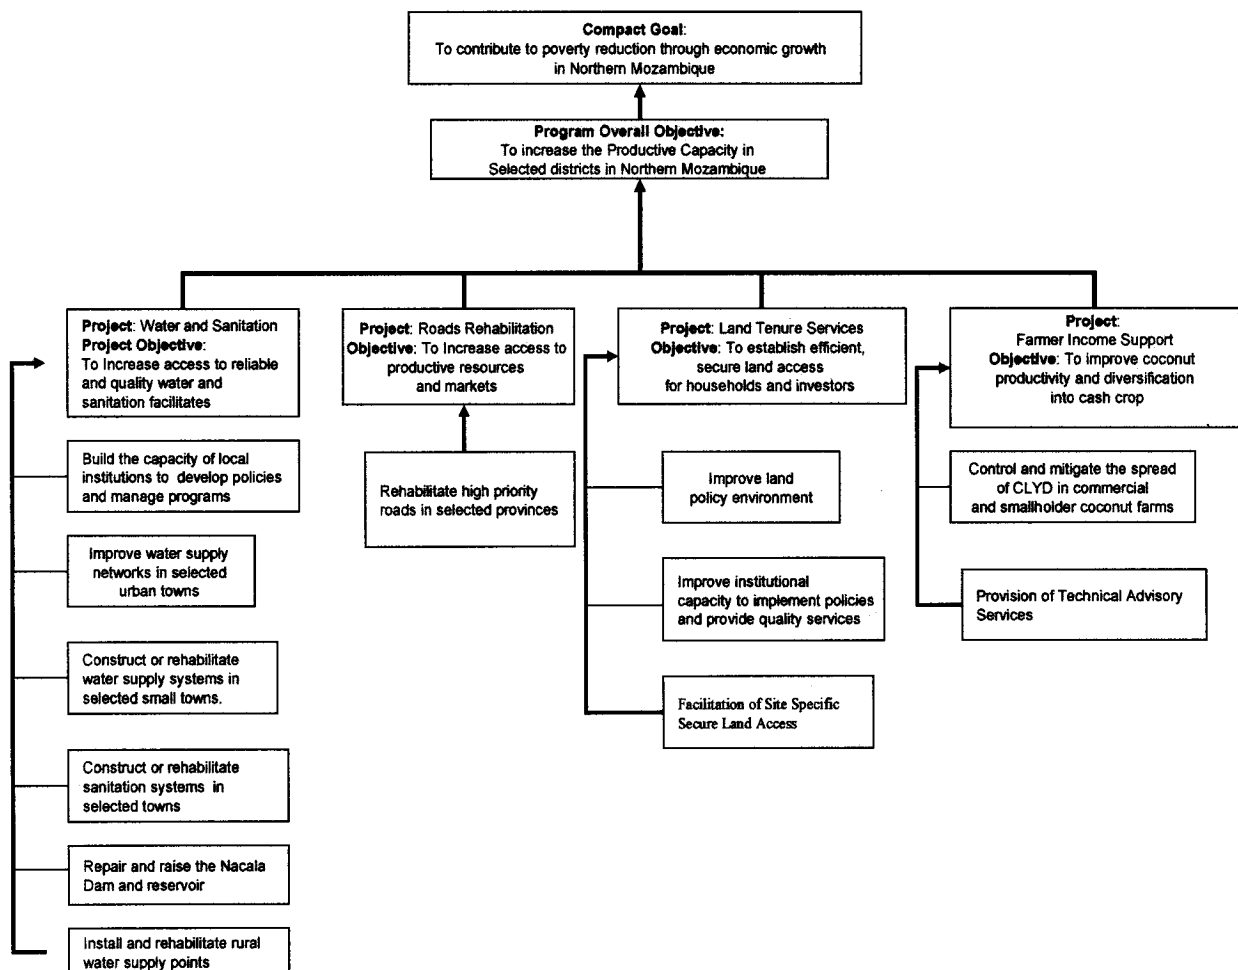 Compact Goal:
To contribute to poverty reduction through economic growth
in Northern Mozambique
Program Overall Objective:
To increase the Productive Capacity in
Selected districts in Northern Mozambique
Project: Water and Sanitation
Project Objective:
To Increase access to reliable
and quality water and
sanitation facilitates
Build the capacity of local
institutions to develop policies
and manage programs
Improve water supply
networks in selected
urban towns
Construct or rehabilitate
water supply systems in
selected small towns.
Construct or rehabilitate
sanitation systems in
selected towns
Repair and raise the Nacala
Dam and reservoir
Install and rehabilitate rural
water supply points
Project: Roads Rehabilitation
Objective: To Increase access to
productive resources
and markets
Rehabilitate high priority
roads in selected provinces
Project: Land Tenure Services
Objective: To establish efficient,
secure land access
for households and investors
Improve land
policy environment
Improve institutional
capacity to implement policies
and provide quality services
Facilitation of Site Specific
Secure Land Access
Project:
Farmer Income Support
Objective: To improve coconut
productivity and diversification
into cash crop
Control and mitigate the spread
of CLYD in commercial
and smallholder coconut farms
Provision of Technical Advisory
Services